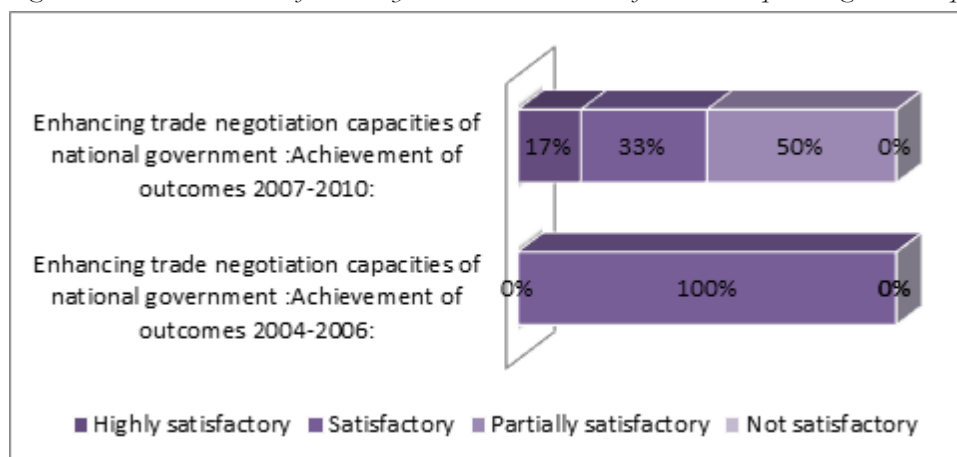 Enhancing trade negotiation capacities of
national government :Achievement of
outcomes 2007-2010:
17% 33% 50% 0%
Enhancing trade negotiation capacities of
national government :Achievement of
outcomes 2004-2006:
0% 100% 0%
Highly satisfactory Satisfactory Partially satisfactory Not satisfactory